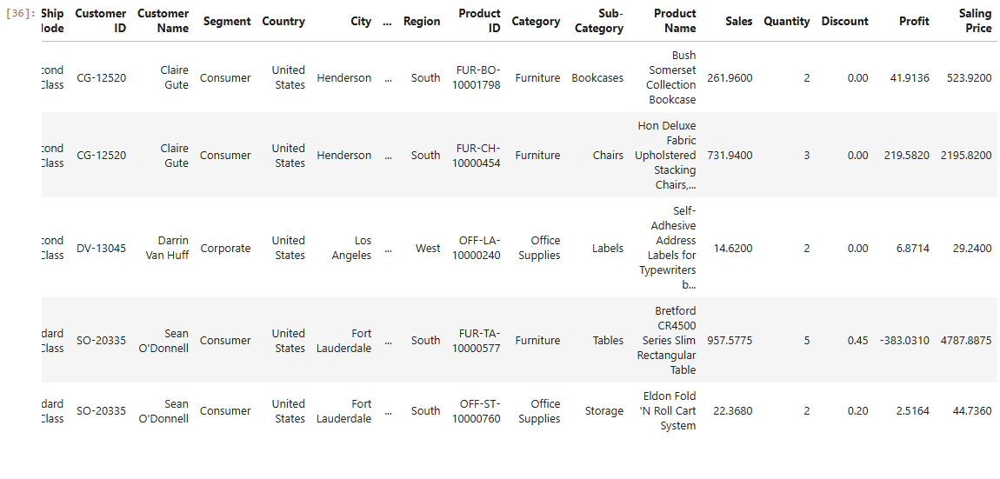 [36]:
Ship Mode Customer ID Customer Name Segment Country City ... Region Product ID Category Sub-Category Product Name Sales Quantity Discount Profit Saling Price
cond Class CG-12520 Claire Gute Consumer United States Henderson ... South FUR-BO-10001798 Furniture Bookcases Bush Somerset Collection Bookcase 261.9600 2 0.00 41.9136 523.9200
cond Class CG-12520 Claire Gute Consumer United States Henderson ... South FUR-CH-10000454 Furniture Chairs Hon Deluxe Fabric Upholstered Stacking Chairs,... 731.9400 3 0.00 219.5820 2195.8200
cond Class DV-13045 Darrin Van Huff Corporate United States Los Angeles ... West OFF-LA-10000240 Office Supplies Labels Self-Adhesive Address Labels for Typewriters b... 14.6200 2 0.00 6.8714 29.2400
dard Class SO-20335 Sean O'Donnell Consumer United States Fort Lauderdale ... South FUR-TA-10000577 Furniture Tables Bretford CR4500 Series Slim Rectangular Table 957.5775 5 0.45 -383.0310 4787.8875
dard Class SO-20335 Sean O'Donnell Consumer United States Fort Lauderdale ... South OFF-ST-10000760 Office Supplies Storage Eldon Fold 'N Roll Cart System 22.3680 2 0.20 2.5164 44.7360